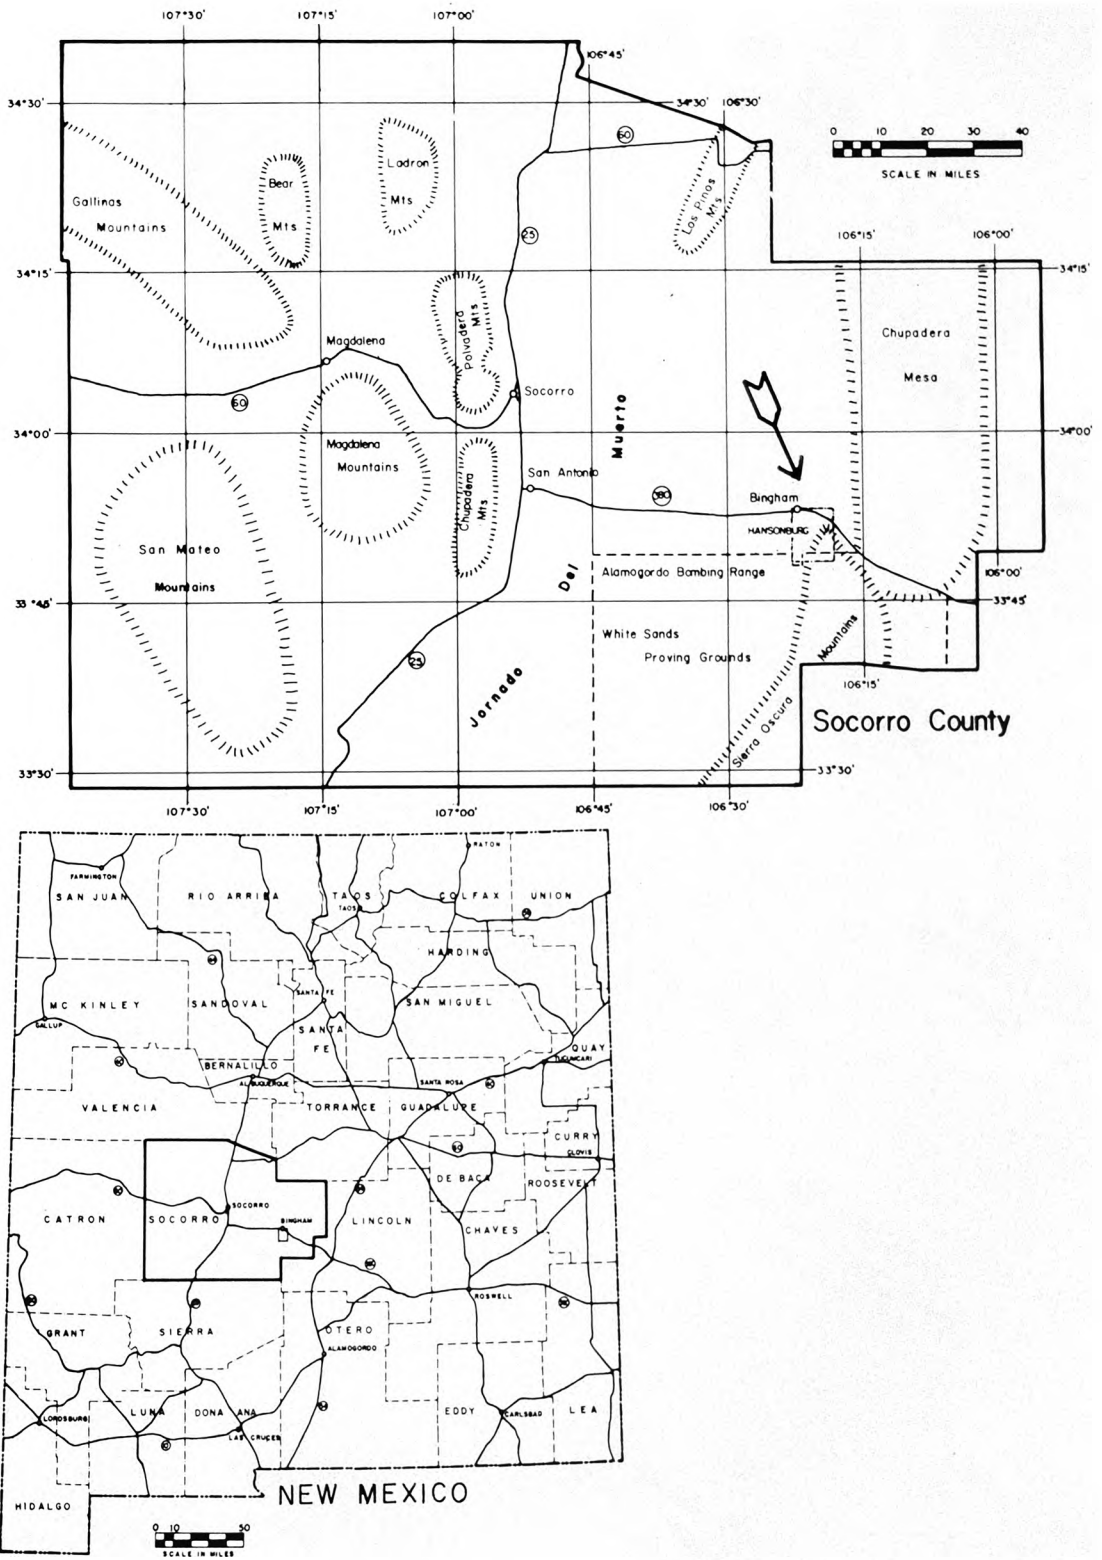 107°30'
107°15'
107°00'
106°45'
34°30'
34°30'
106°30'
60
0 10 20 30 40
SCALE IN MILES
Ladron
Mts
Bear
Mts
Gallinas
Mountains
Los Pinos
Mts
25
106°15'
106°00'
34°15'
34°15'
Polvadera
Mts
Chupadera
Mesa
Magdalena
Socorro
60
Muerto
34°00'
34°00'
Magdalena
Mountains
San Antonio
Chupadera
Mts
380
Bingham
HANSONBURG
San Mateo
Mountains
Del
Alamogordo Bombing Range
106°00'
33°45'
33°45'
White Sands
Proving Grounds
Mountains
25
Jornado
106°15'
Sierra Oscura
Socorro County
33°30'
33°30'
107°30'
107°15'
107°00'
106°45'
106°30'
RATON
FARMINGTON
SAN JUAN
RIO ARRIBA
TAOS
TAOS
COLFAX
UNION
HARDING
MC KINLEY
SANDOVAL
SANTA FE
SAN MIGUEL
GALLUP
SANTA
FE
QUAY
TUCUMCARI
BERNALILLO
ALBUQUERQUE
SANTA ROSA
VALENCIA
TORRANCE
GUADALUPE
CURRY
CLOVIS
60
DE BACA
ROOSEVELT
SOCORRO
CATRON
SOCORRO
BINGHAM
LINCOLN
CHAVES
ROSWELL
GRANT
SIERRA
OTERO
ALAMOGORDO
LORDSBURG
LUNA
DONA ANA
LAS CRUCES
EDDY
CARLSBAD
LEA
HIDALGO
NEW MEXICO
0 10 50
SCALE IN MILES